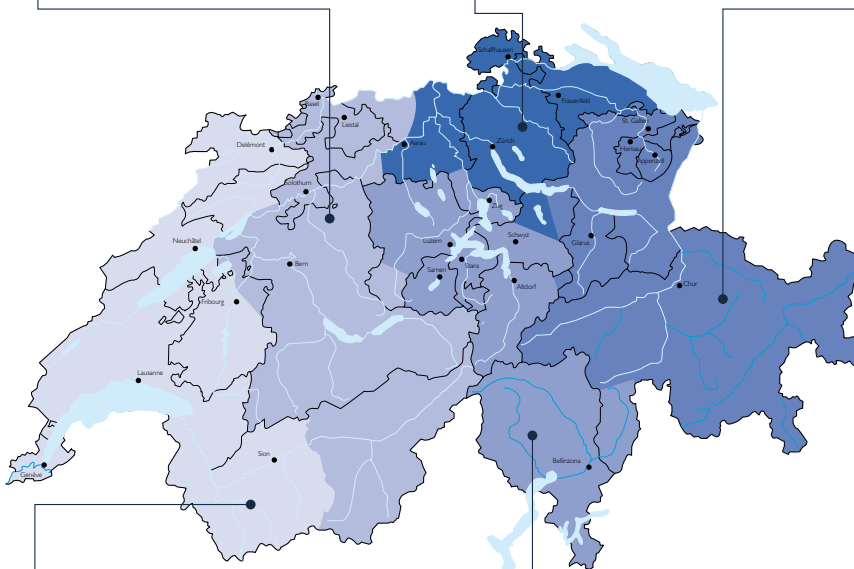 Schaffhausen
Basel
Frauenfeld
Liestal
St. Gallen
Delémont
Aarau
Zürich
Herisau
Appenzell
Solothurn
Zug
Neuchâtel
Luzern
Schwyz
Glarus
Bern
Stans
Sarnen
Altdorf
Chur
Fribourg
Lausanne
Sion
Bellinzona
Genève